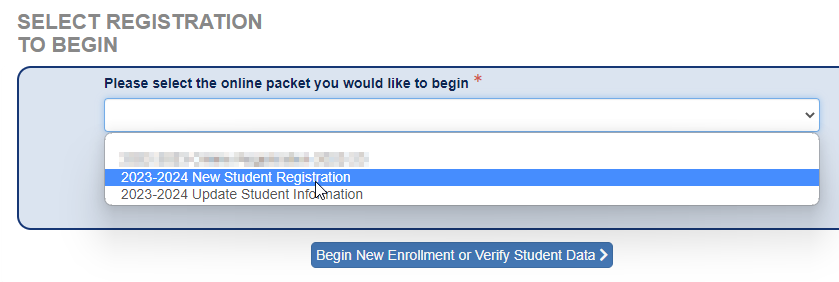 SELECT REGISTRATION
TO BEGIN
Please select the online packet you would like to begin *
2023-2024 New Student Registration
2023-2024 Update Student Information
Begin New Enrollment or Verify Student Data